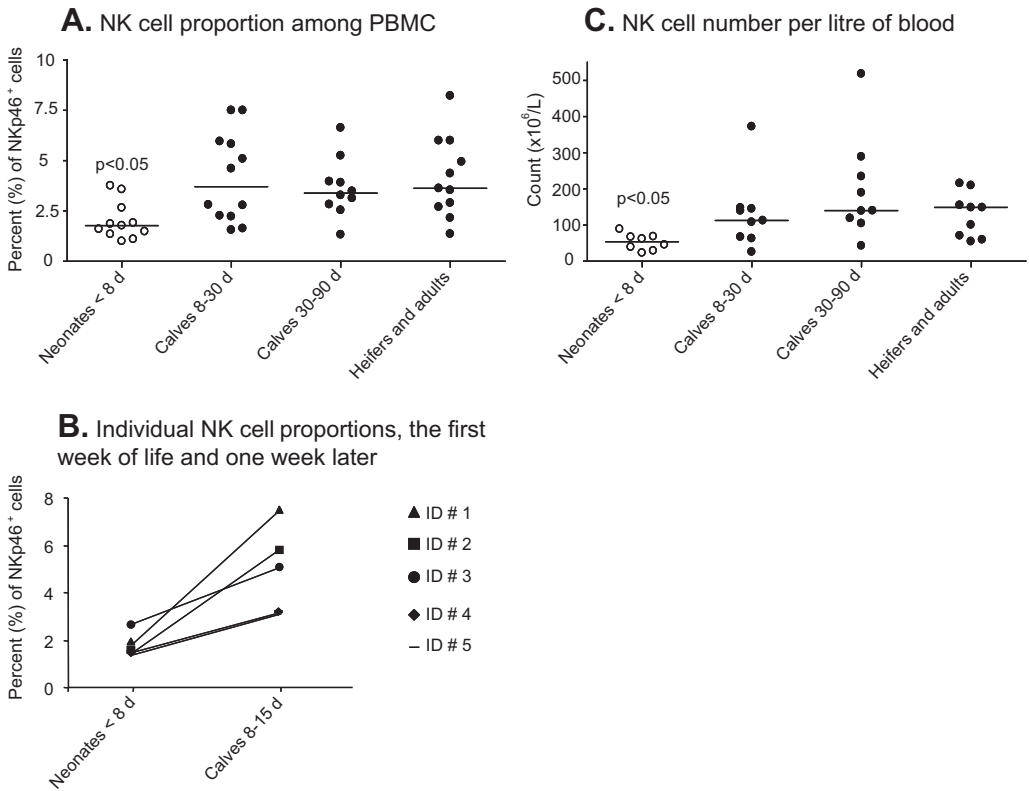 A. NK cell proportion among PBMC
Percent (%) of NKp46⁺ cells
10
7.5
5
2.5
0
p<0.05
Neonates < 8 d
Calves 8-30 d
Calves 30-90 d
Heifers and adults
C. NK cell number per litre of blood
Count (x10⁶/L)
500
400
300
200
100
0
p<0.05
Neonates < 8 d
Calves 8-30 d
Calves 30-90 d
Heifers and adults
B. Individual NK cell proportions, the first
week of life and one week later
Percent (%) of NKp46⁺ cells
8
6
4
2
0
Neonates < 8 d
Calves 8-15 d
ID # 1
ID # 2
ID # 3
ID # 4
ID # 5